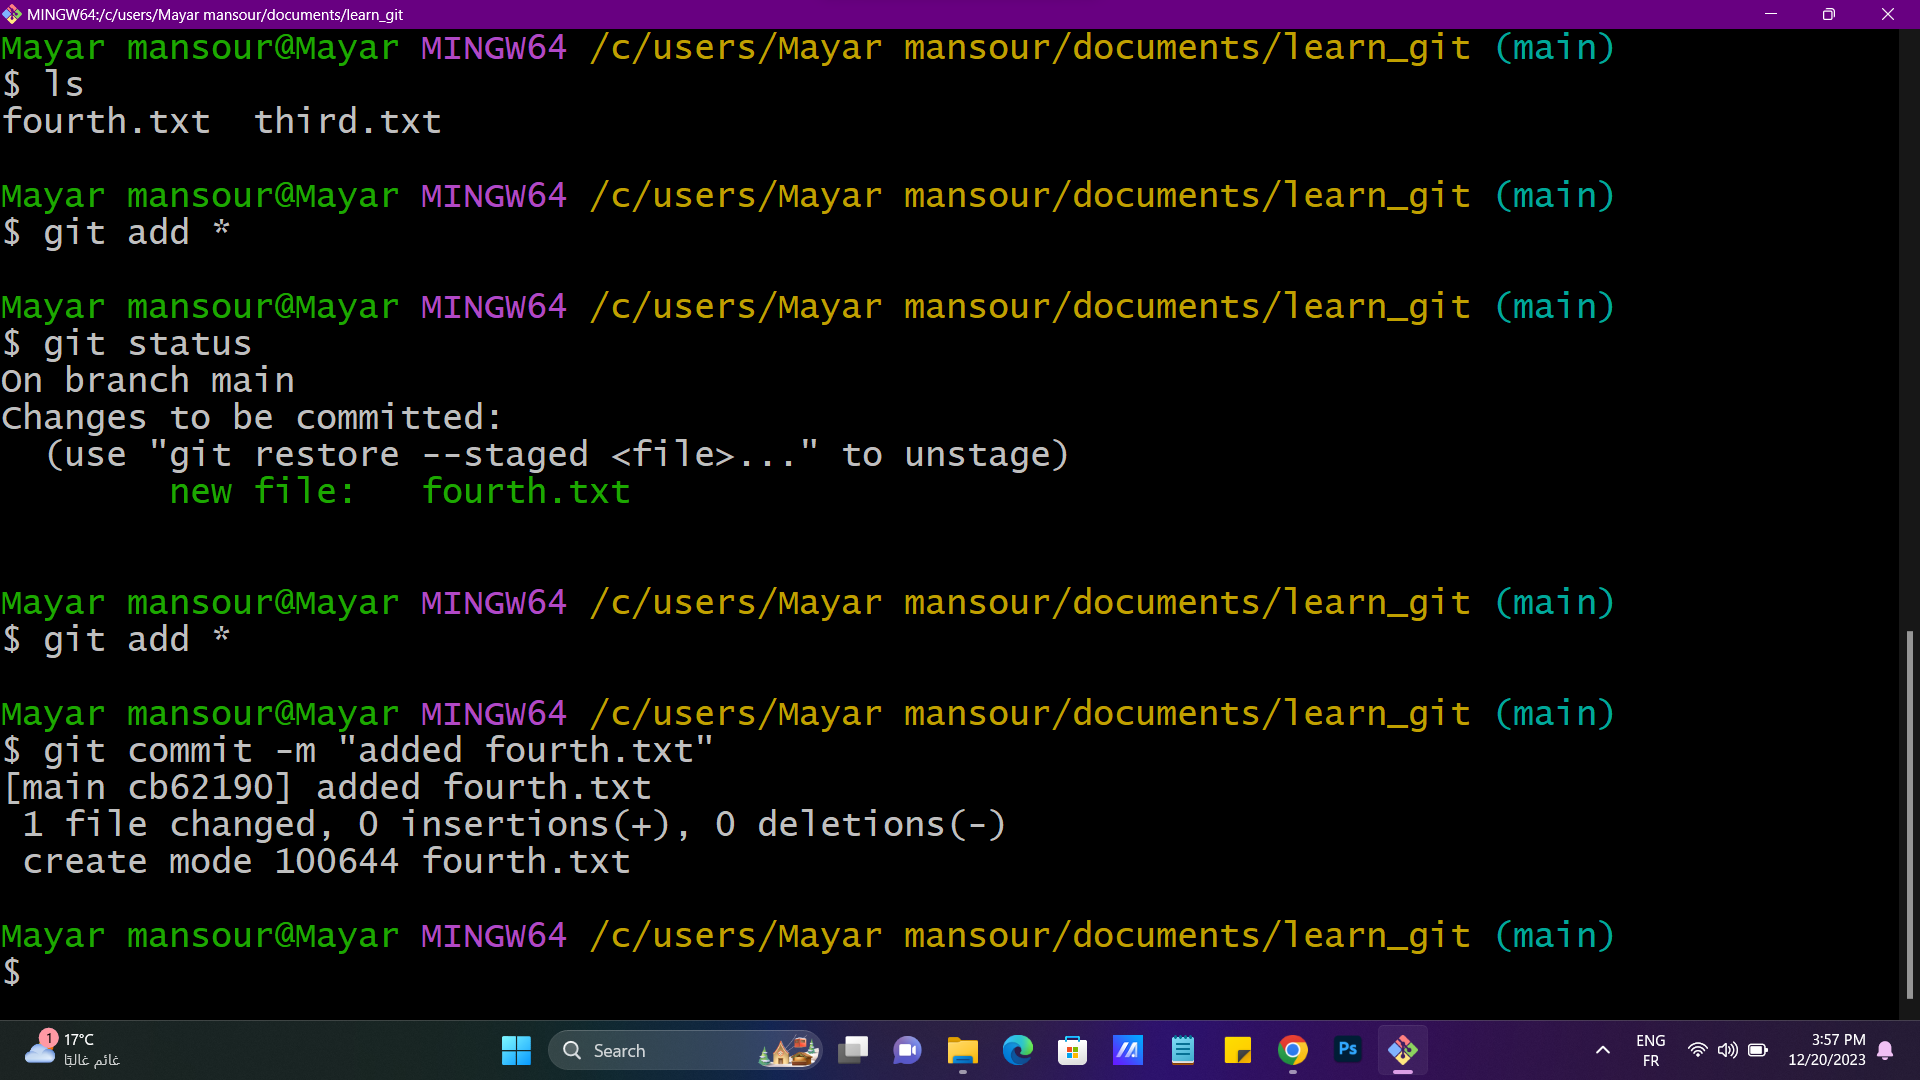 MINGW64:/c/users/Mayar mansour/documents/learn_git
Mayar mansour@Mayar MINGW64 /c/users/Mayar mansour/documents/learn_git (main)
$ ls
fourth.txt  third.txt
Mayar mansour@Mayar MINGW64 /c/users/Mayar mansour/documents/learn_git (main)
$ git add *
Mayar mansour@Mayar MINGW64 /c/users/Mayar mansour/documents/learn_git (main)
$ git status
On branch main
Changes to be committed:
  (use "git restore --staged <file>..." to unstage)
        new file:   fourth.txt
Mayar mansour@Mayar MINGW64 /c/users/Mayar mansour/documents/learn_git (main)
$ git add *
Mayar mansour@Mayar MINGW64 /c/users/Mayar mansour/documents/learn_git (main)
$ git commit -m "added fourth.txt"
[main cb62190] added fourth.txt
 1 file changed, 0 insertions(+), 0 deletions(-)
 create mode 100644 fourth.txt
Mayar mansour@Mayar MINGW64 /c/users/Mayar mansour/documents/learn_git (main)
$
1
17°C
غائم غالبًا
Search
Ps
ENG
FR
3:57 PM
12/20/2023